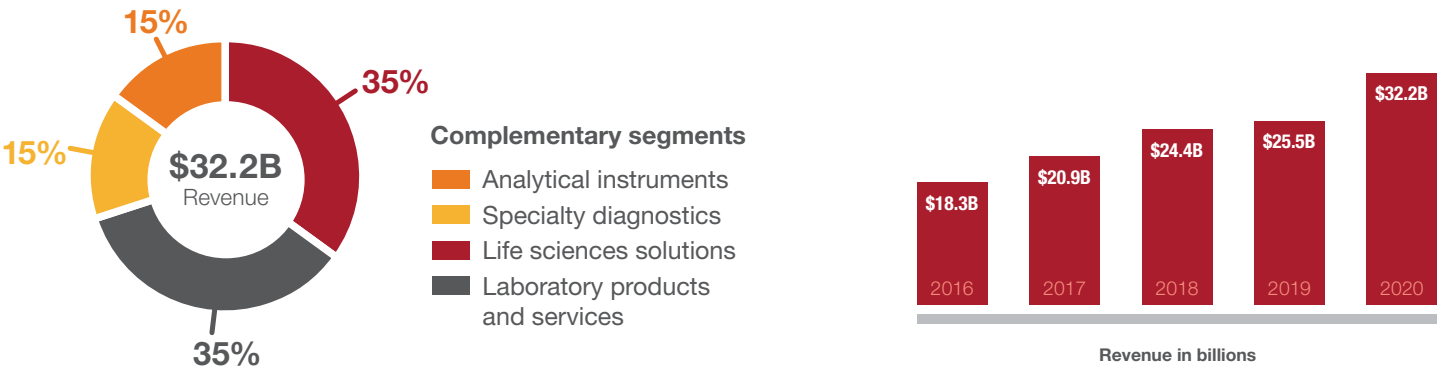 15%
35%
15%
$32.2B
Revenue
35%
Complementary segments
Analytical instruments
Specialty diagnostics
Life sciences solutions
Laboratory products
and services
$18.3B
$20.9B
$24.4B
$25.5B
$32.2B
2016
2017
2018
2019
2020
Revenue in billions